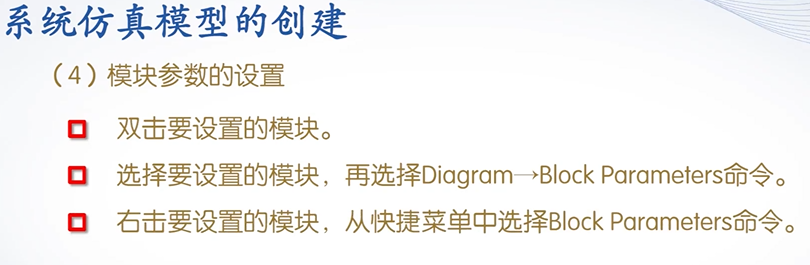 系统仿真模型的创建
（4）模块参数的设置
双击要设置的模块。
选择要设置的模块，再选择Diagram→Block Parameters命令。
右击要设置的模块，从快捷菜单中选择Block Parameters命令。